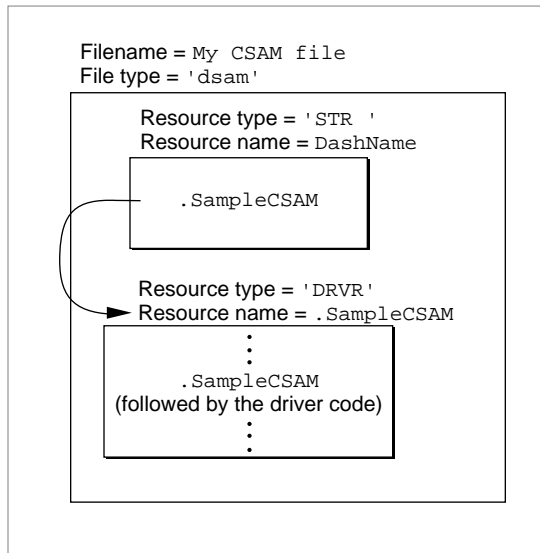 Filename = My CSAM file
File type = 'dsam'
Resource type = 'STR '
Resource name = DashName
.SampleCSAM
Resource type = 'DRVR'
Resource name = .SampleCSAM
.SampleCSAM
(followed by the driver code)